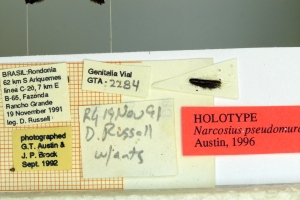 BRASIL:Rondonia
62 km S Ariquemes
linea C-20, 7 km E
B-65, Fazenda
Rancho Grande
19 November 1991
leg. D. Russell
photographed
G.T. Austin &
J. P. Brock
Sept. 1992
Genitalia Vial
GTA - 2284
RG 19 Nov 91
D. Russell
w/ants
HOLOTYPE
Narcosius pseudomura
Austin, 1996